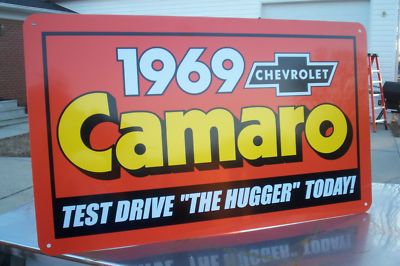 1969 CHEVROLET
Camaro
TEST DRIVE "THE HUGGER" TODAY!